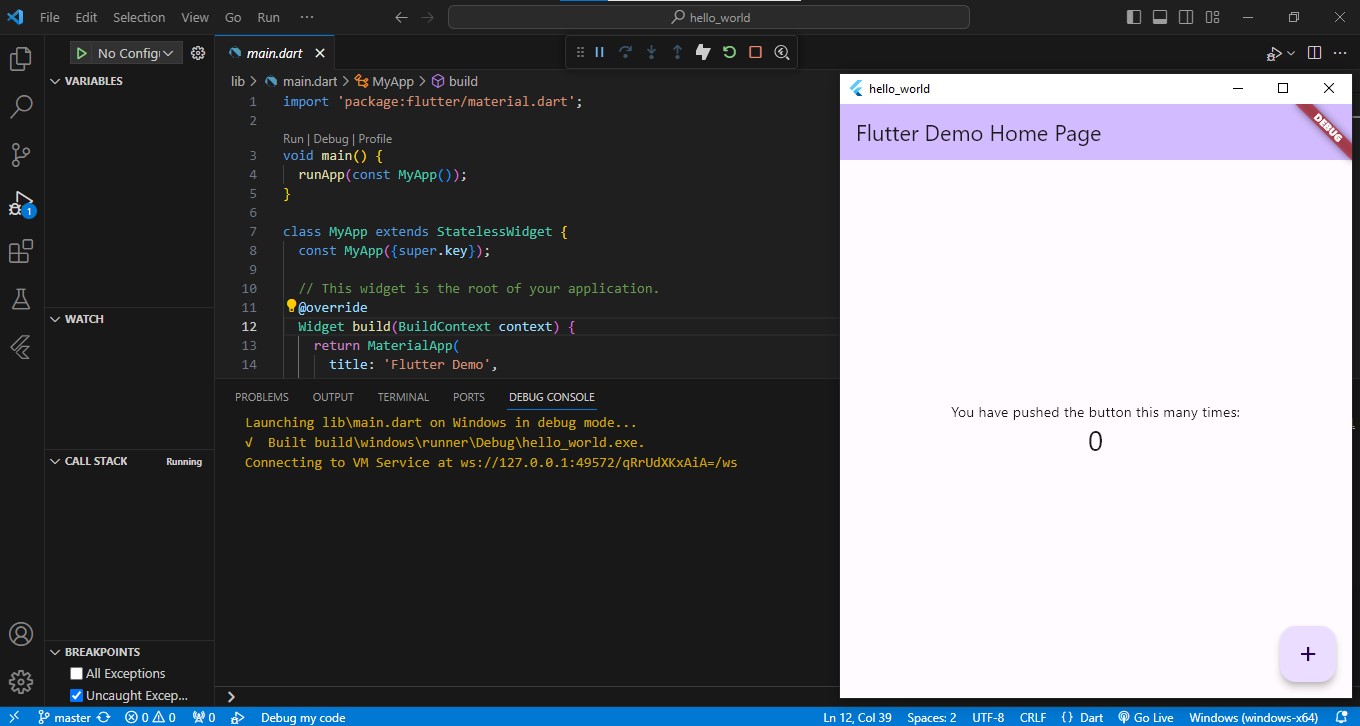 File Edit Selection View Go Run ··· hello_world
No Config
main.dart
VARIABLES
WATCH
CALL STACK Running
BREAKPOINTS
All Exceptions
Uncaught Excep...
lib > main.dart > MyApp > build
1 import 'package:flutter/material.dart';
2
Run | Debug | Profile
3 void main() {
4 runApp(const MyApp());
5 }
6
7 class MyApp extends StatelessWidget {
8 const MyApp({super.key});
9
10 // This widget is the root of your application.
11 @override
12 Widget build(BuildContext context) {
13 return MaterialApp(
14 title: 'Flutter Demo',
PROBLEMS OUTPUT TERMINAL PORTS DEBUG CONSOLE
Launching lib\main.dart on Windows in debug mode...
√ Built build\windows\runner\Debug\hello_world.exe.
Connecting to VM Service at ws://127.0.0.1:49572/qRrUdXKxAiA=/ws
hello_world
Flutter Demo Home Page
DEBUG
You have pushed the button this many times:
0
+
1
master 0 0 0 Debug my code Ln 12, Col 39 Spaces: 2 UTF-8 CRLF {} Dart Go Live Windows (windows-x64)